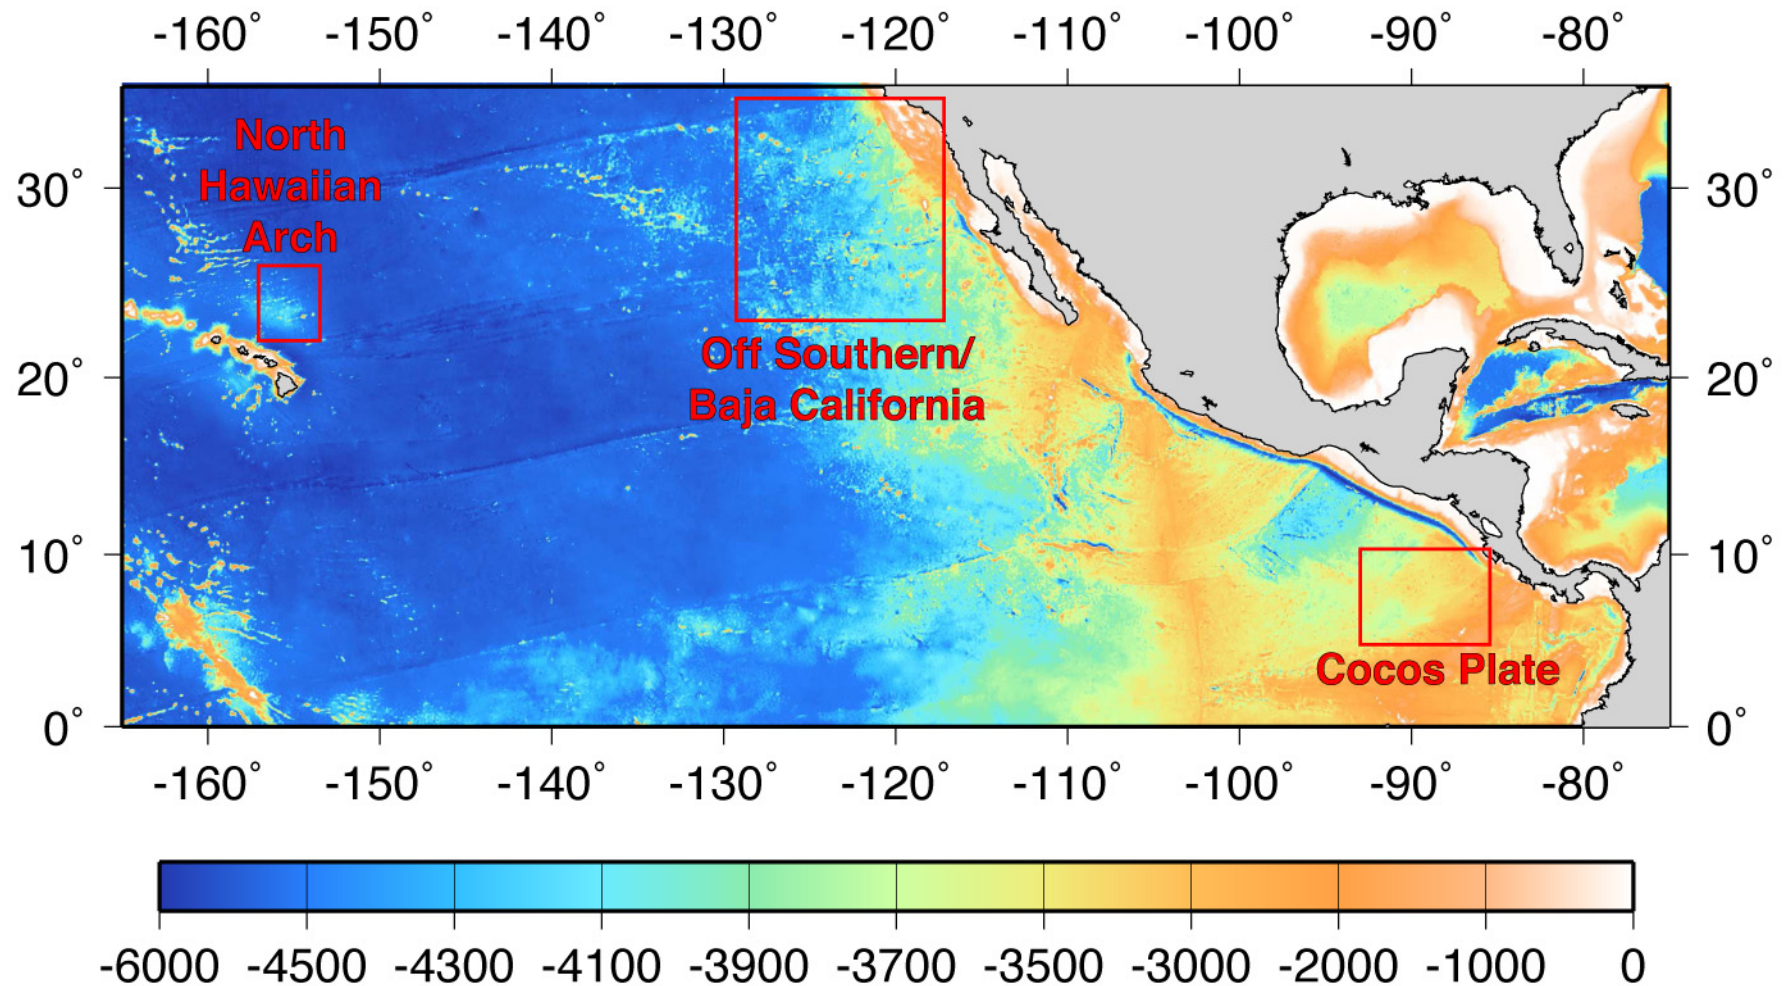 -160° -150° -140° -130° -120° -110° -100° -90° -80°
North
Hawaiian
Arch
30° 30°
Off Southern/
Baja California
20° 20°
10° 10°
Cocos Plate
0° 0°
-160° -150° -140° -130° -120° -110° -100° -90° -80°
-6000 -4500 -4300 -4100 -3900 -3700 -3500 -3000 -2000 -1000 0